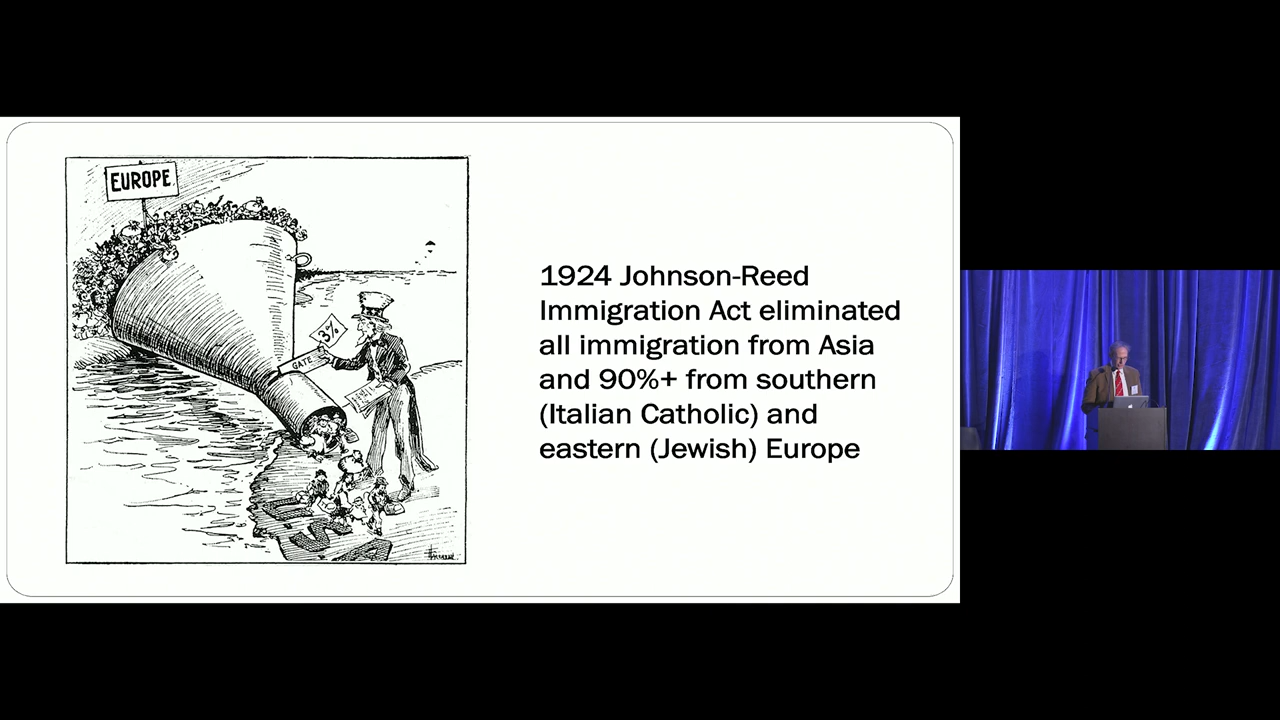 EUROPE.
3%
GATE
U.S.A.
1924 Johnson-Reed
Immigration Act eliminated
all immigration from Asia
and 90%+ from southern
(Italian Catholic) and
eastern (Jewish) Europe